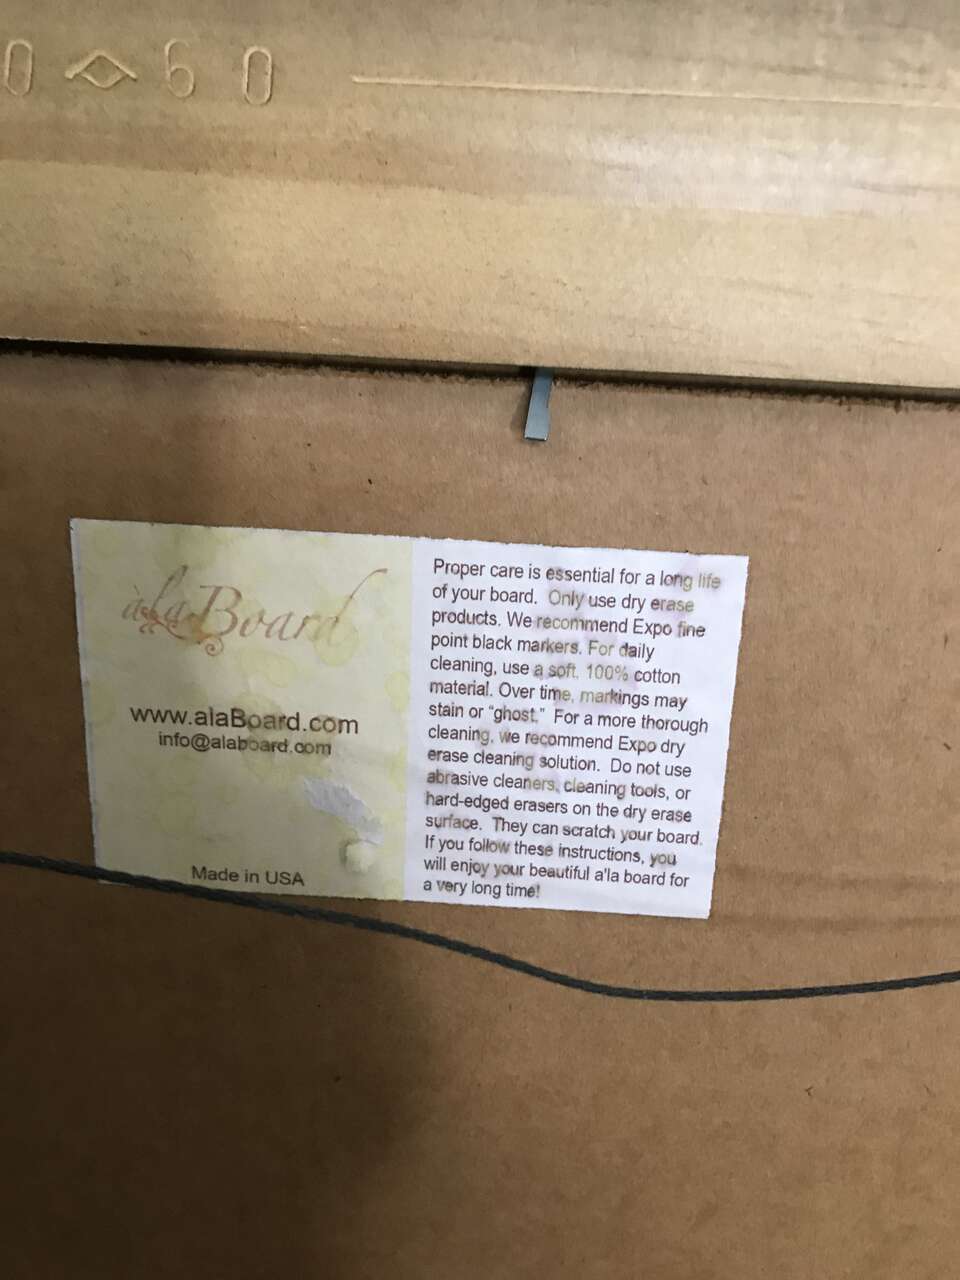 0 60
àla Board
www.alaBoard.com
info@alaboard.com
Made in USA
Proper care is essential for a long life
of your board. Only use dry erase
products. We recommend Expo fine
point black markers. For daily
cleaning, use a soft, 100% cotton
material. Over time, markings may
stain or “ghost.” For a more thorough
cleaning, we recommend Expo dry
erase cleaning solution. Do not use
abrasive cleaners, cleaning tools, or
hard-edged erasers on the dry erase
surface. They can scratch your board.
If you follow these instructions, you
will enjoy your beautiful a'la board for
a very long time!